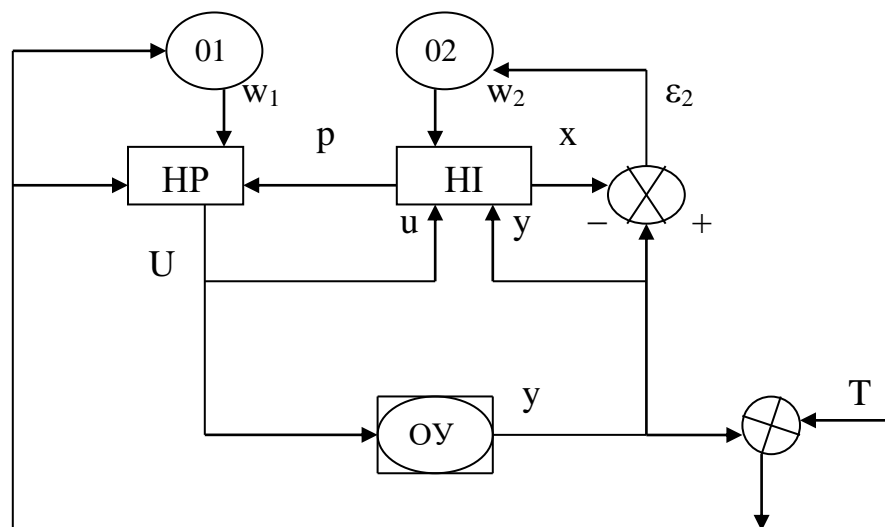 01
02
w₁
w₂
ε₂
p
x
HP
HI
u
y
−
+
U
y
T
ОУ